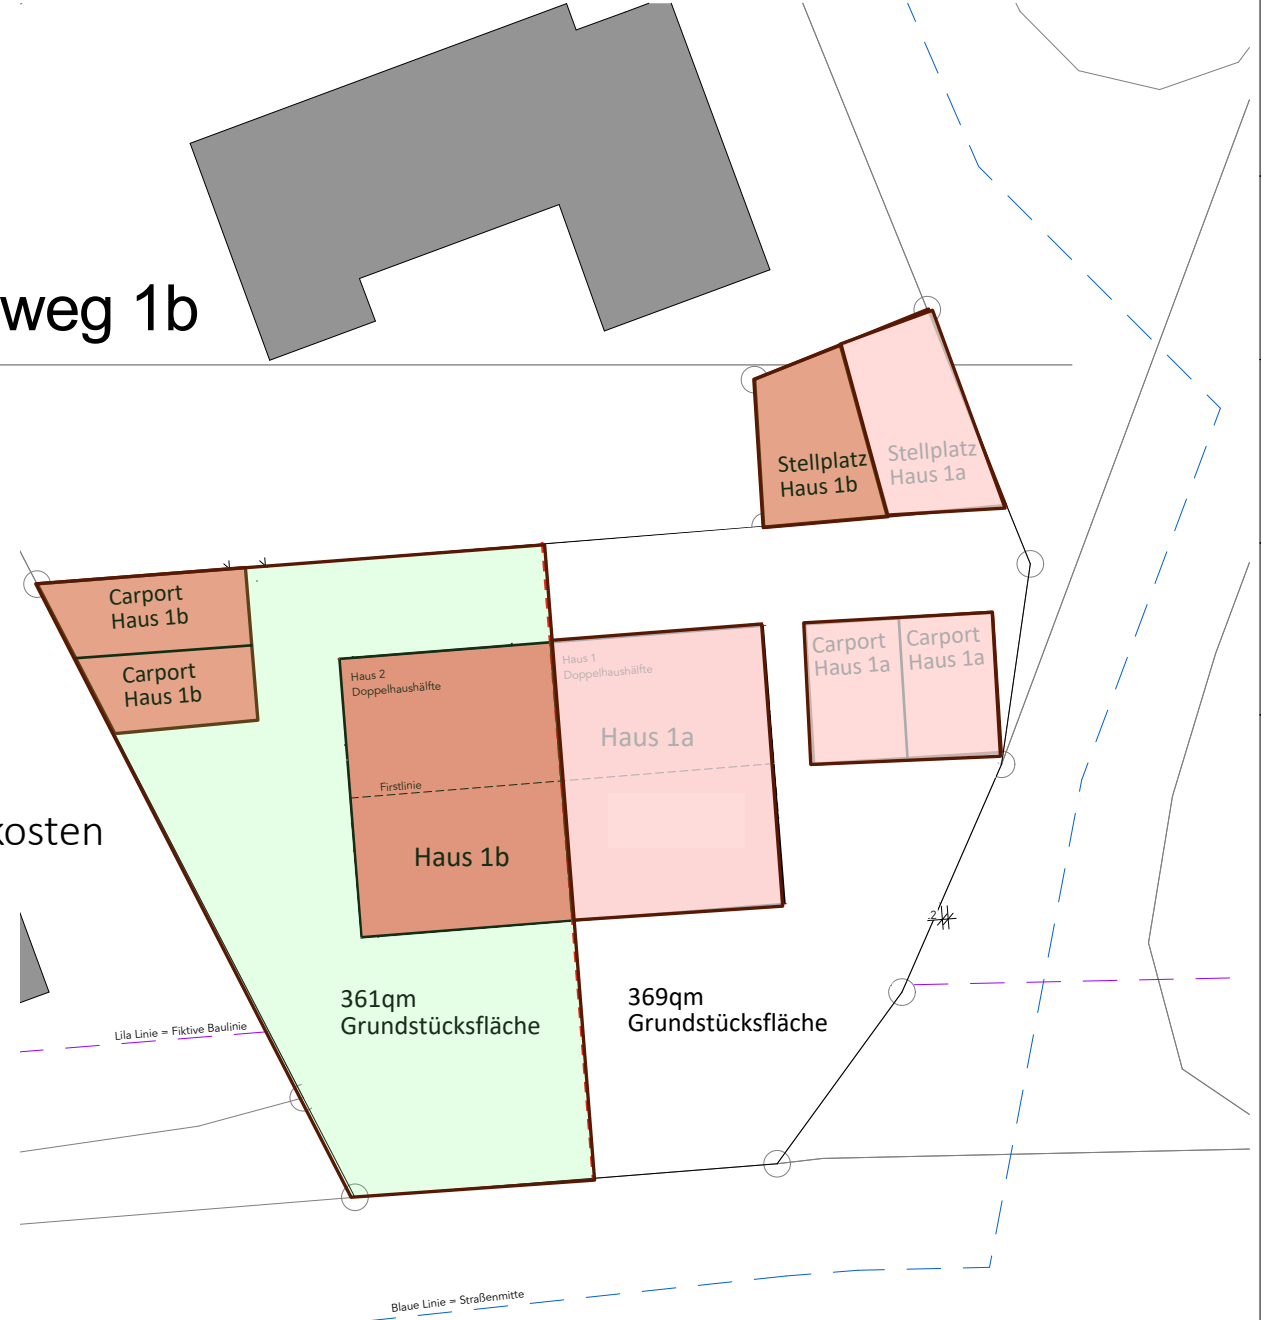 weg 1b
Stellplatz
Haus 1b
Stellplatz
Haus 1a
Carport
Haus 1b
Carport
Haus 1b
Carport
Haus 1a
Carport
Haus 1a
Haus 2
Doppelhaushälfte
Haus 1
Doppelhaushälfte
Haus 1a
Firstlinie
Haus 1b
kosten
2
361qm
Grundstücksfläche
369qm
Grundstücksfläche
Lila Linie = Fiktive Baulinie
Blaue Linie = Straßenmitte